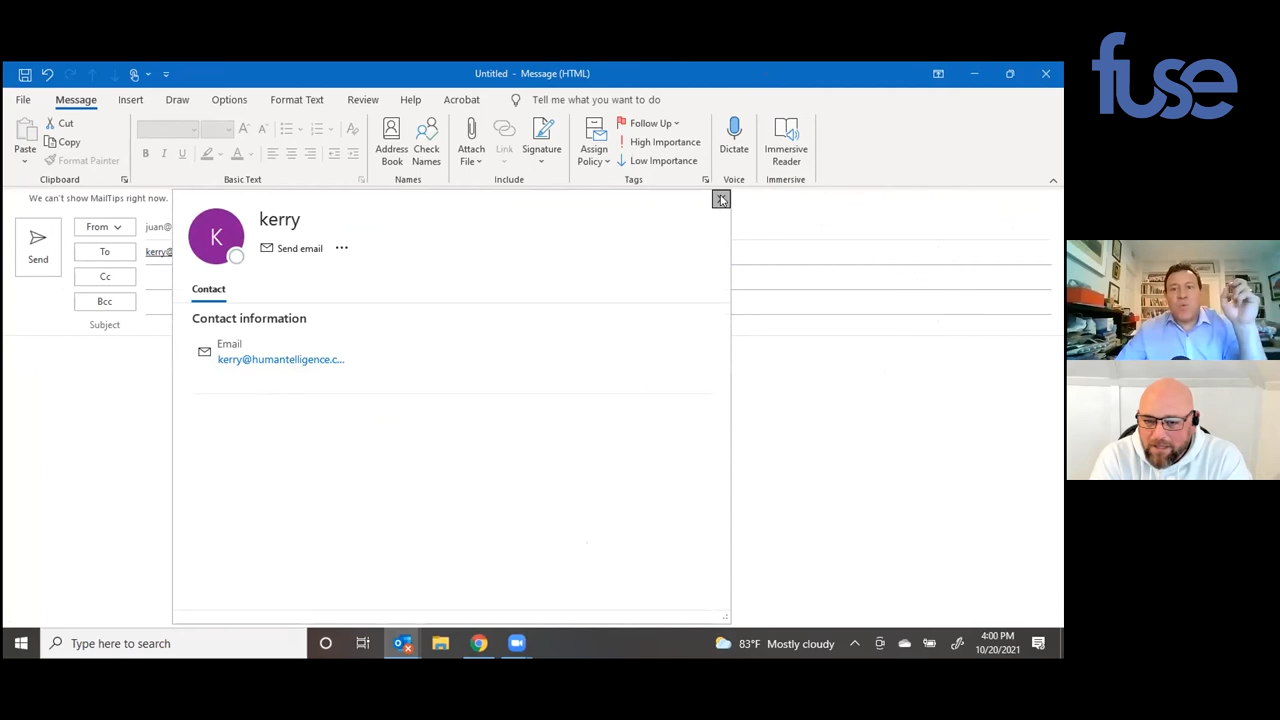 fuse
Untitled - Message (HTML)
File Message Insert Draw Options Format Text Review Help Acrobat Tell me what you want to do
Paste
Cut
Copy
Format Painter
Clipboard
B I U A
Basic Text
Address Book
Check Names
Names
Attach File
Link
Signature
Include
Assign Policy
Follow Up
High Importance
Low Importance
Tags
Dictate
Voice
Immersive Reader
Immersive
We can't show MailTips right now.
Send
From juan@
To kerry@
Cc
Bcc
Subject
K
kerry
Send email ...
Contact
Contact information
Email
kerry@humantelligence.c...
Type here to search
83°F Mostly cloudy
4:00 PM
10/20/2021